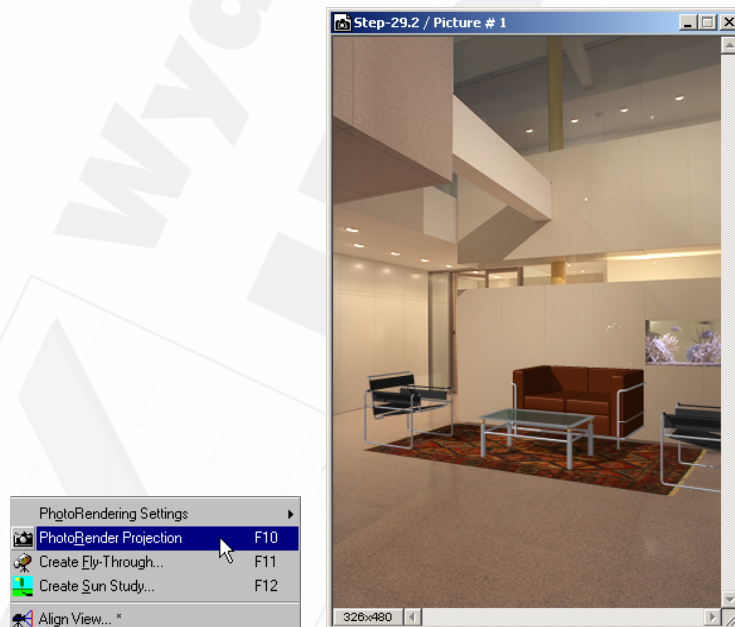 Step-29.2 / Picture # 1
PhotoRendering Settings
PhotoRender Projection F10
Create Fly-Through... F11
Create Sun Study... F12
Align View... *
326x480